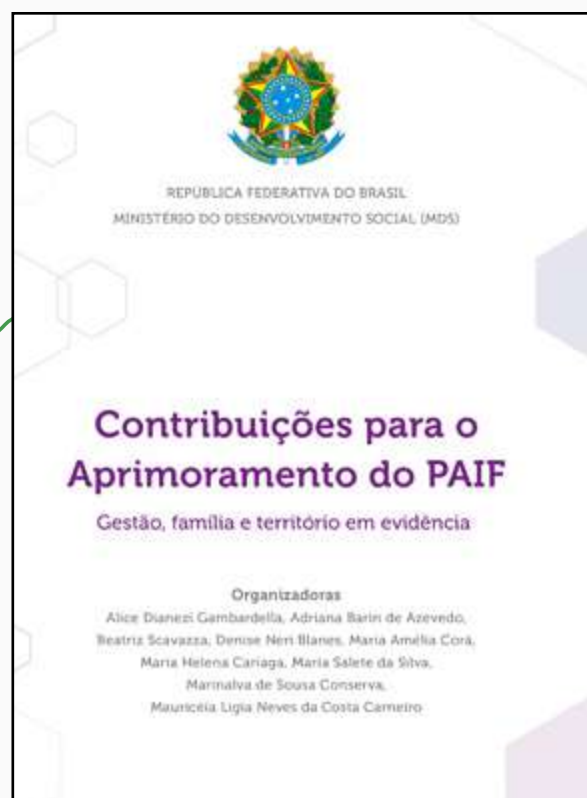 REPÚBLICA FEDERATIVA DO BRASIL
MINISTÉRIO DO DESENVOLVIMENTO SOCIAL (MDS)
Contribuições para o
Aprimoramento do PAIF
Gestão, família e território em evidência
Organizadoras
Alice Dianezi Gambardella, Adriana Barin de Azevedo,
Beatriz Scavazza, Denise Neri Blanes, Maria Amélia Corá,
Maria Helena Cariaga, Maria Salete da Silva,
Marinalva de Sousa Conserva,
Mauricéia Lígia Neves da Costa Carneiro